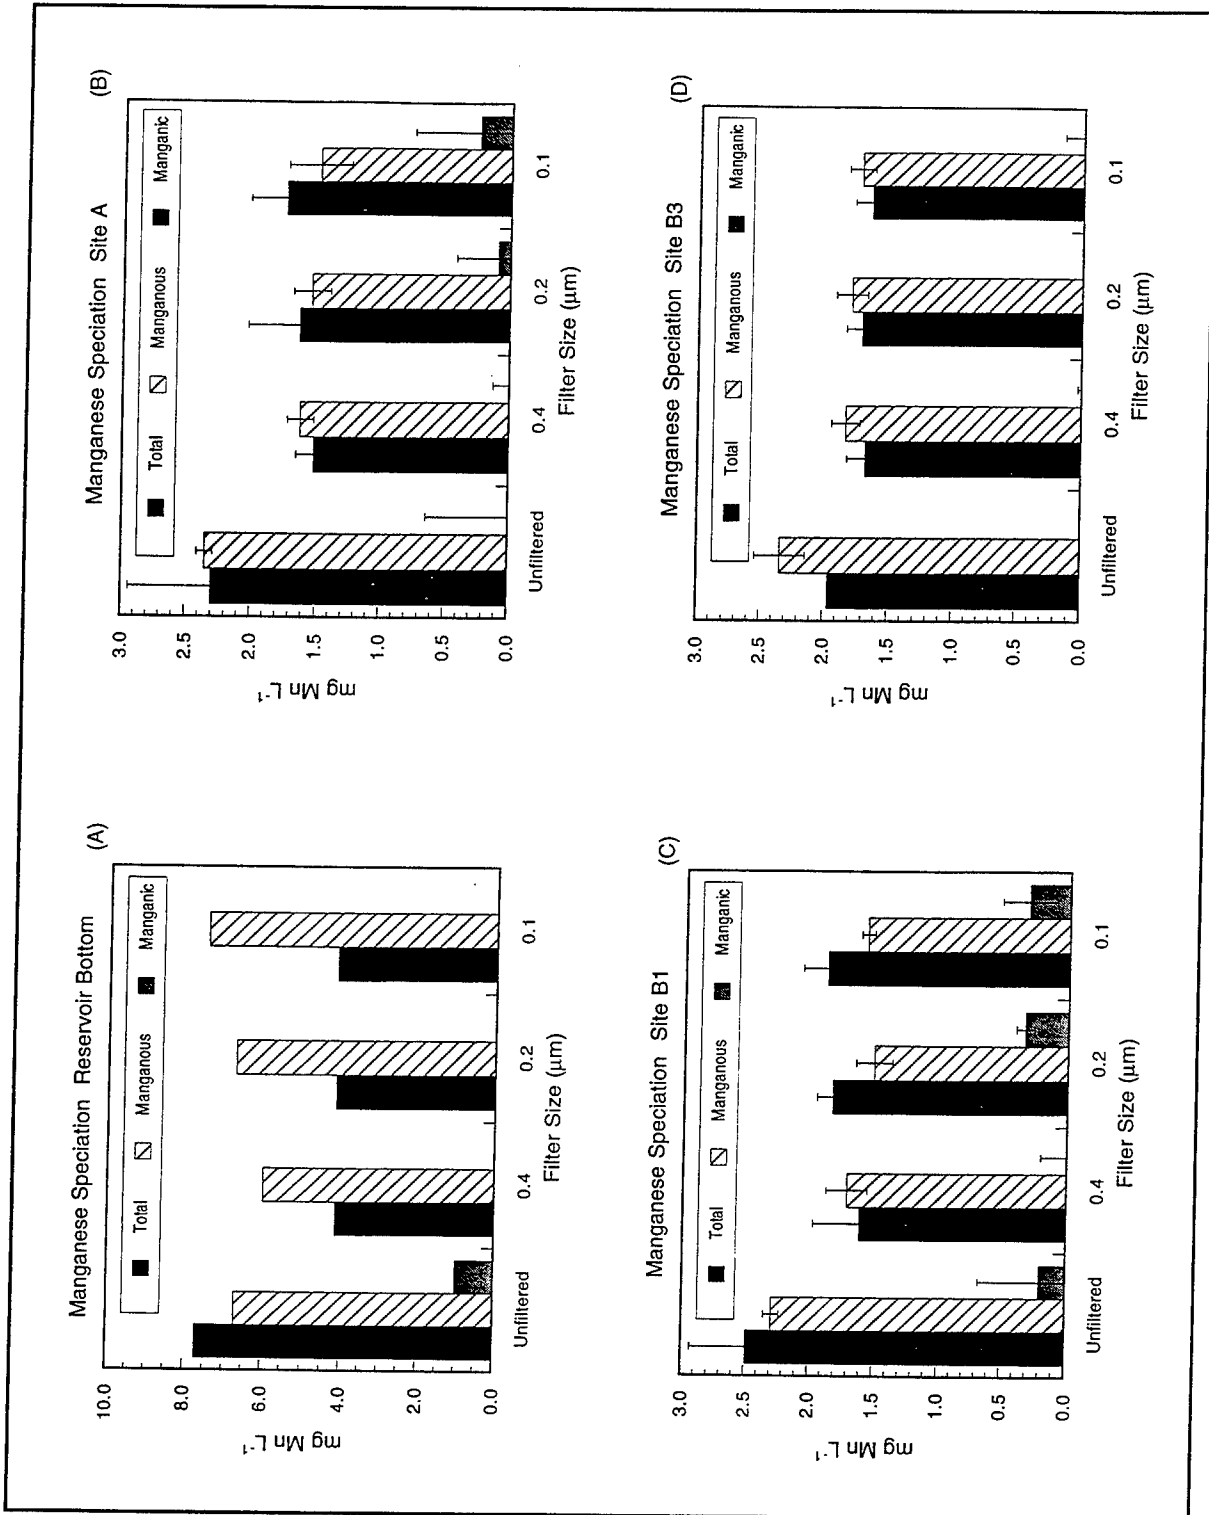 Manganese Speciation Reservoir Bottom
(A)
Total
Manganous
Manganic
10.0
8.0
6.0
4.0
2.0
0.0
mg Mn L⁻¹
Unfiltered
0.4
0.2
0.1
Filter Size (μm)
Manganese Speciation Site A
(B)
Total
Manganous
Manganic
3.0
2.5
2.0
1.5
1.0
0.5
0.0
mg Mn L⁻¹
Unfiltered
0.4
0.2
0.1
Filter Size (μm)
Manganese Speciation Site B1
(C)
Total
Manganous
Manganic
3.0
2.5
2.0
1.5
1.0
0.5
0.0
mg Mn L⁻¹
Unfiltered
0.4
0.2
0.1
Filter Size (μm)
Manganese Speciation Site B3
(D)
Total
Manganous
Manganic
3.0
2.5
2.0
1.5
1.0
0.5
0.0
mg Mn L⁻¹
Unfiltered
0.4
0.2
0.1
Filter Size (μm)